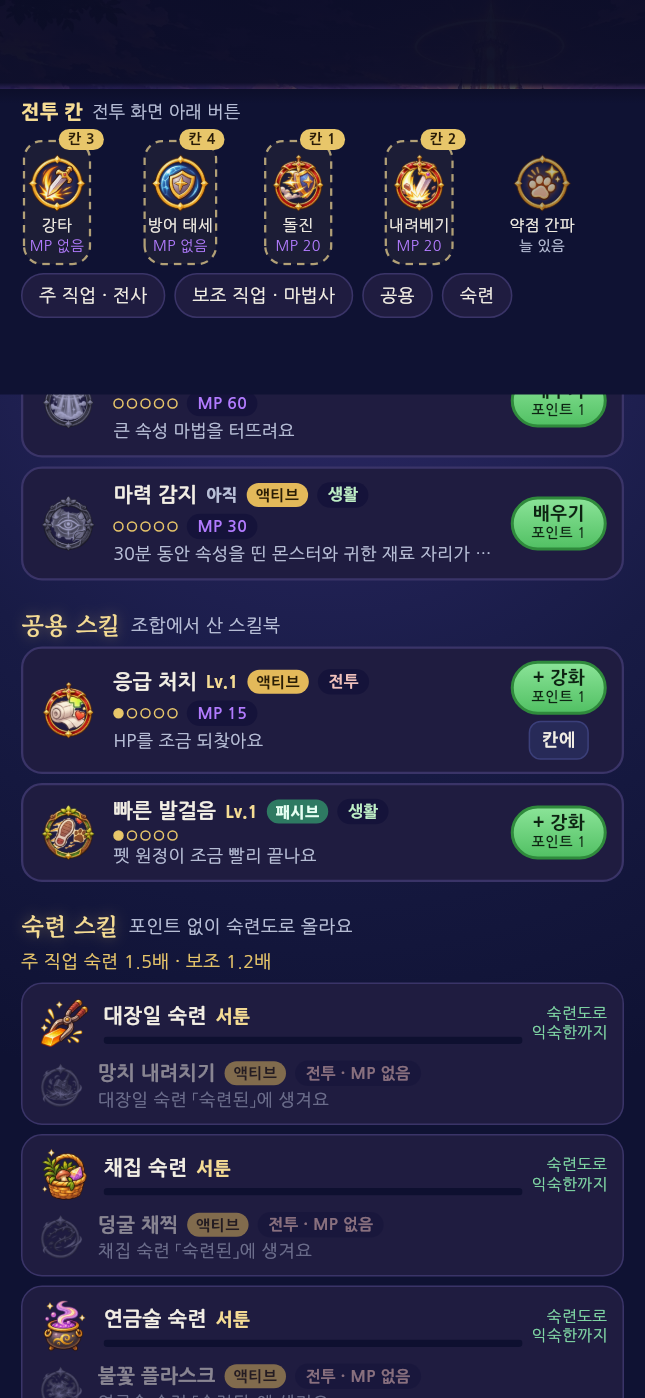 전투 칸 전투 화면 아래 버튼
칸 3 칸 4 칸 1 칸 2
강타 방어 태세 돌진 내려베기 약점 간파
MP 없음 MP 없음 MP 20 MP 20 늘 있음
주 직업 · 전사 보조 직업 · 마법사 공용 숙련
MP 60
포인트 1
큰 속성 마법을 터뜨려요
마력 감지 아직 액티브 생활
MP 30
30분 동안 속성을 띤 몬스터와 귀한 재료 자리가 …
배우기
포인트 1
공용 스킬 조합에서 산 스킬북
응급 처치 Lv.1 액티브 전투
MP 15
HP를 조금 되찾아요
+ 강화
포인트 1
칸에
빠른 발걸음 Lv.1 패시브 생활
펫 원정이 조금 빨리 끝나요
+ 강화
포인트 1
숙련 스킬 포인트 없이 숙련도로 올라요
주 직업 숙련 1.5배 · 보조 1.2배
대장일 숙련 서툰
숙련도로
익숙한까지
망치 내려치기 액티브 전투 · MP 없음
대장일 숙련 「숙련된」에 생겨요
채집 숙련 서툰
숙련도로
익숙한까지
덩굴 채찍 액티브 전투 · MP 없음
채집 숙련 「숙련된」에 생겨요
연금술 숙련 서툰
숙련도로
익숙한까지
불꽃 플라스크 액티브 전투 · MP 없음